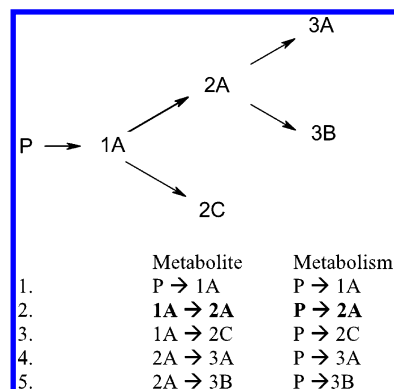 3A
2A
3B
P → 1A
2C
Metabolite Metabolism
1. P → 1A P → 1A
2. 1A → 2A P → 2A
3. 1A → 2C P → 2C
4. 2A → 3A P → 3A
5. 2A → 3B P →3B